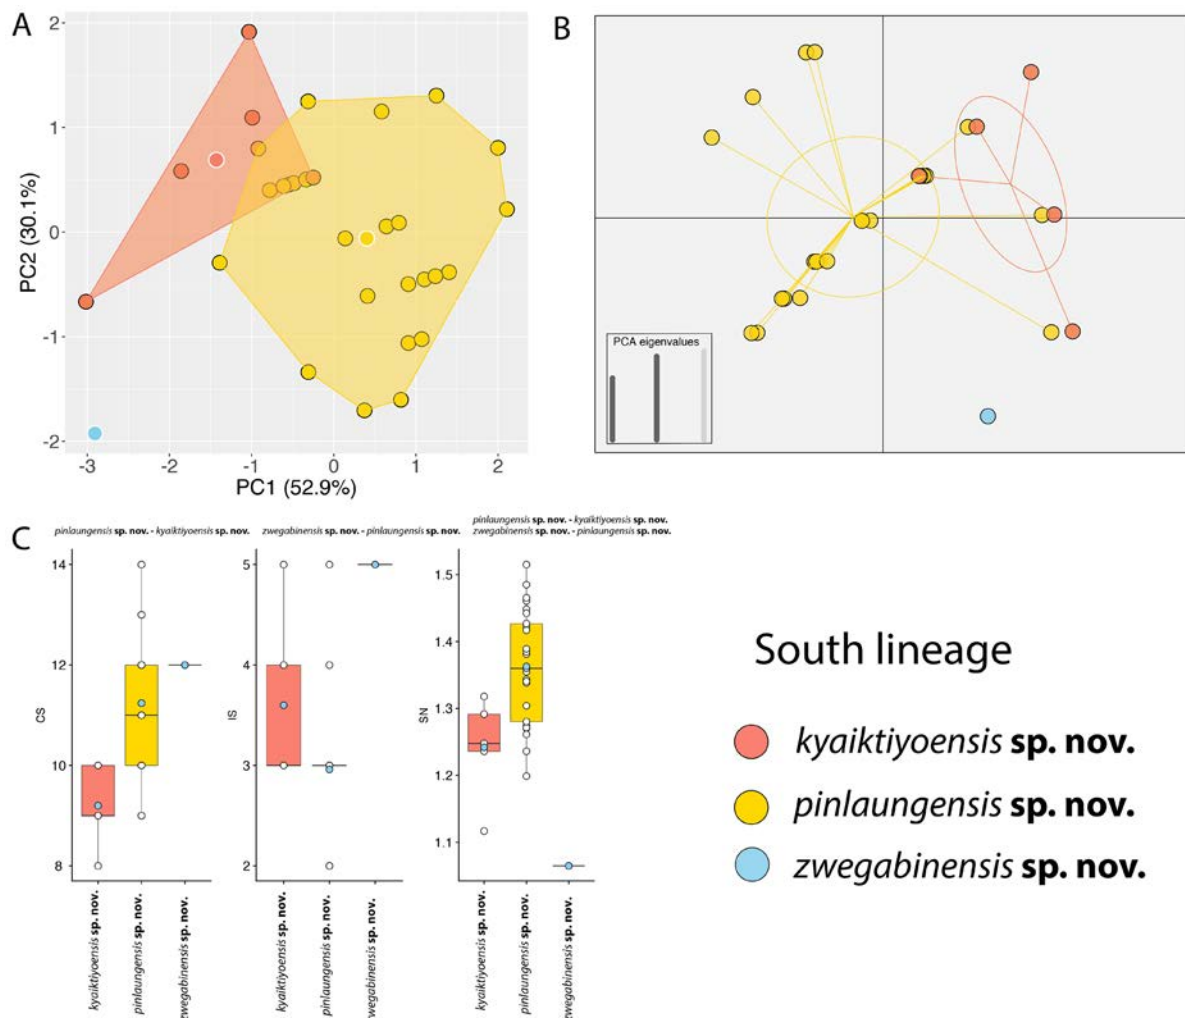 A
2
1
0
-1
-2
PC2 (30.1%)
-3
-2
-1
0
1
2
PC1 (52.9%)
B
PCA eigenvalues
C
pinlaungensis sp. nov. - kyaiktiyoensis sp. nov.
zwegabinensis sp. nov. - pinlaungensis sp. nov.
pinlaungensis sp. nov. - kyaiktiyoensis sp. nov.
zwegabinensis sp. nov. - pinlaungensis sp. nov.
14
12
10
8
CS
kyaiktiyoensis sp. nov.
pinlaungensis sp. nov.
zwegabinensis sp. nov.
5
4
3
2
IS
kyaiktiyoensis sp. nov.
pinlaungensis sp. nov.
zwegabinensis sp. nov.
1.5
1.4
1.3
1.2
1.1
SN
kyaiktiyoensis sp. nov.
pinlaungensis sp. nov.
zwegabinensis sp. nov.
South lineage
kyaiktiyoensis sp. nov.
pinlaungensis sp. nov.
zwegabinensis sp. nov.